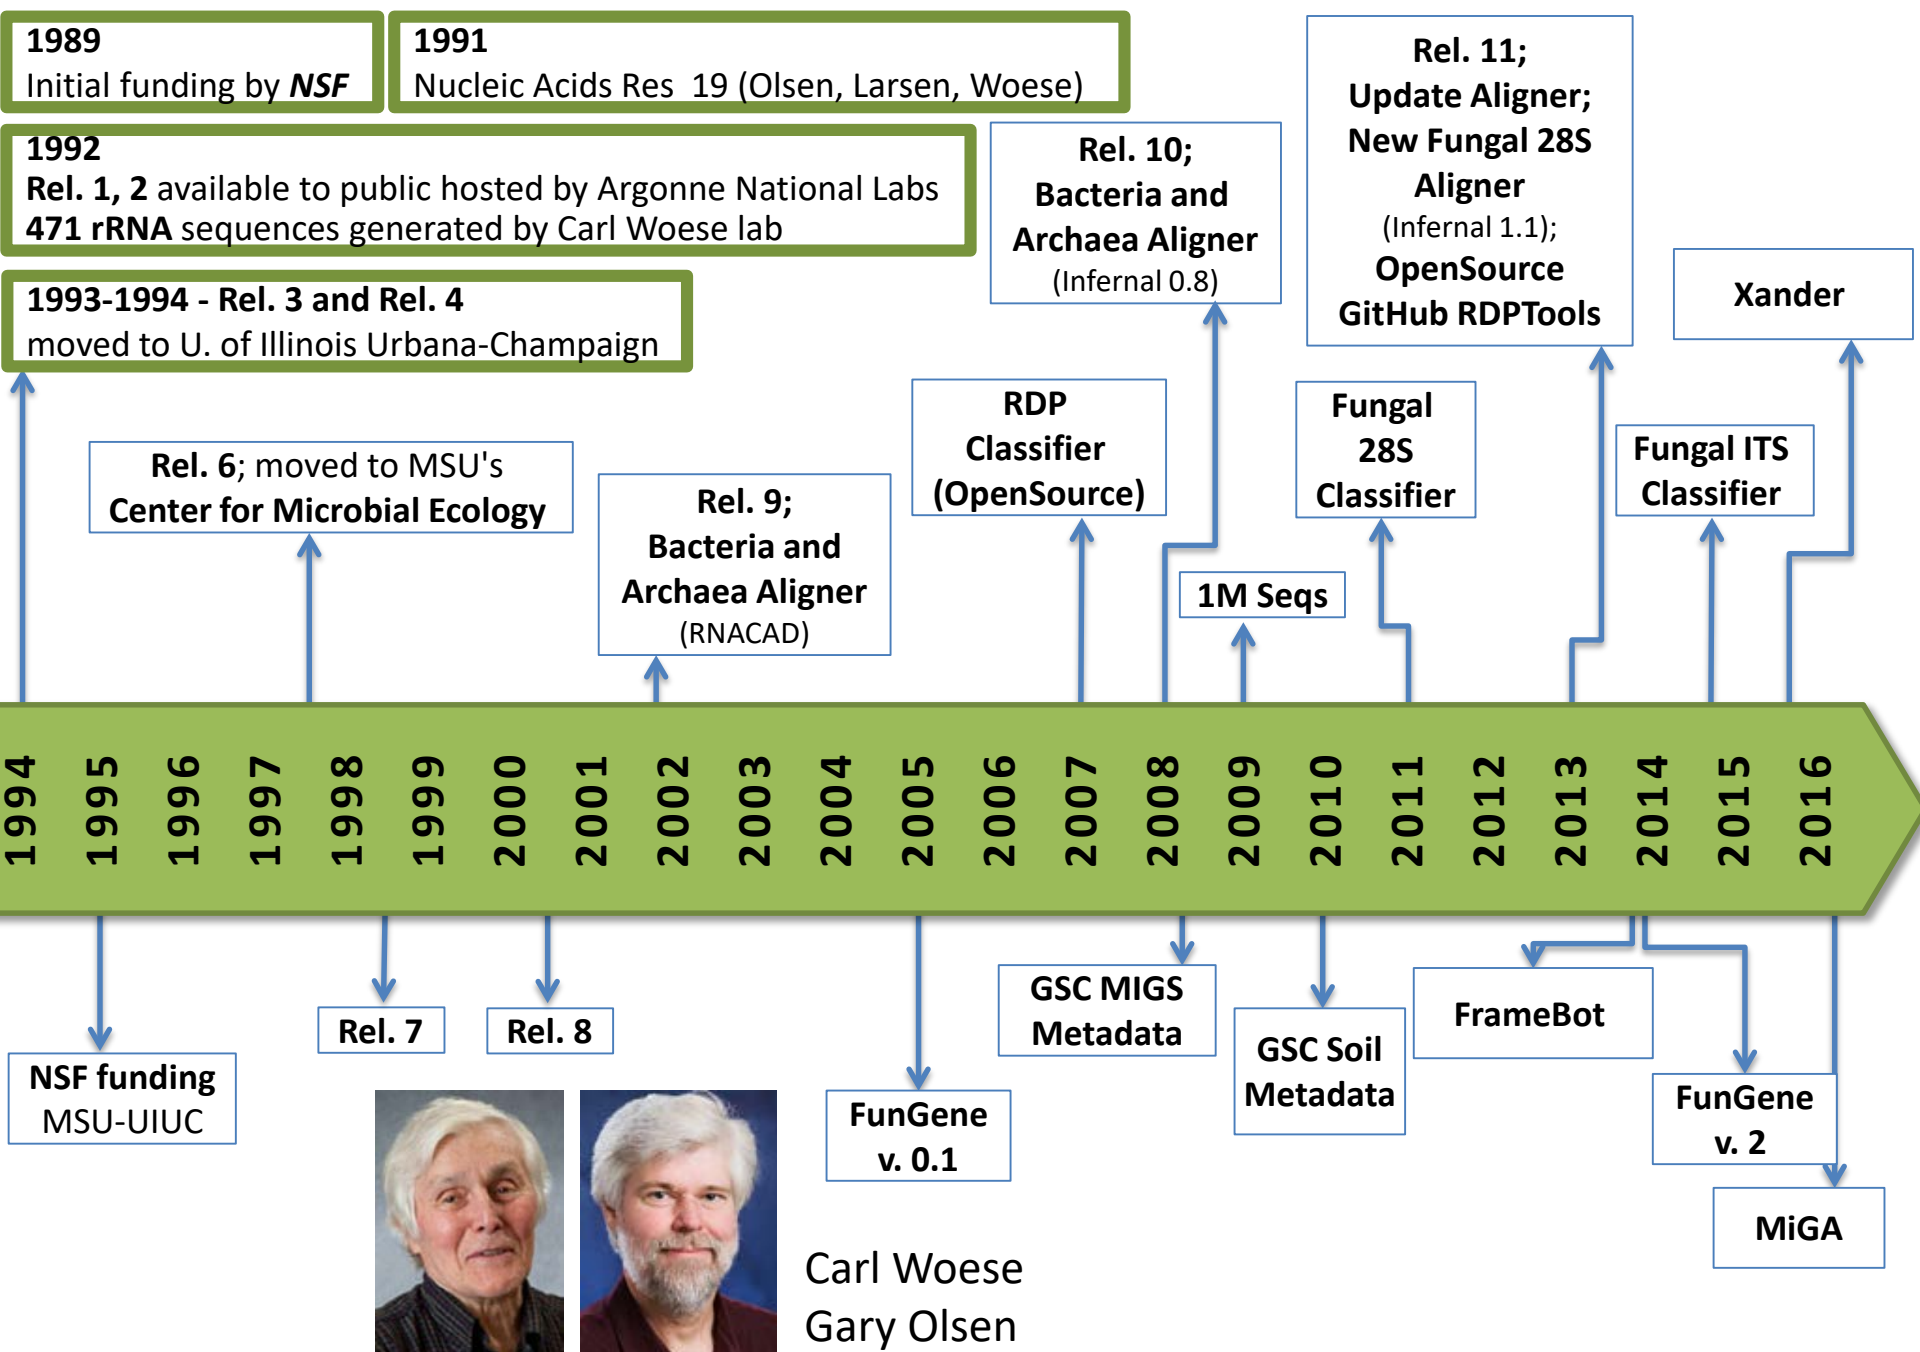 1989
Initial funding by NSF
1991
Nucleic Acids Res 19 (Olsen, Larsen, Woese)
1992
Rel. 1, 2 available to public hosted by Argonne National Labs
471 rRNA sequences generated by Carl Woese lab
1993-1994 - Rel. 3 and Rel. 4
moved to U. of Illinois Urbana-Champaign
Rel. 6; moved to MSU's
Center for Microbial Ecology
Rel. 9;
Bacteria and
Archaea Aligner
(RNACAD)
RDP
Classifier
(OpenSource)
Rel. 10;
Bacteria and
Archaea Aligner
(Infernal 0.8)
1M Seqs
Fungal
28S
Classifier
Rel. 11;
Update Aligner;
New Fungal 28S
Aligner
(Infernal 1.1);
OpenSource
GitHub RDPTools
Fungal ITS
Classifier
Xander
1994
1995
1996
1997
1998
1999
2000
2001
2002
2003
2004
2005
2006
2007
2008
2009
2010
2011
2012
2013
2014
2015
2016
NSF funding
MSU-UIUC
Rel. 7
Rel. 8
FunGene
v. 0.1
GSC MIGS
Metadata
GSC Soil
Metadata
FrameBot
FunGene
v. 2
MiGA
Carl Woese
Gary Olsen